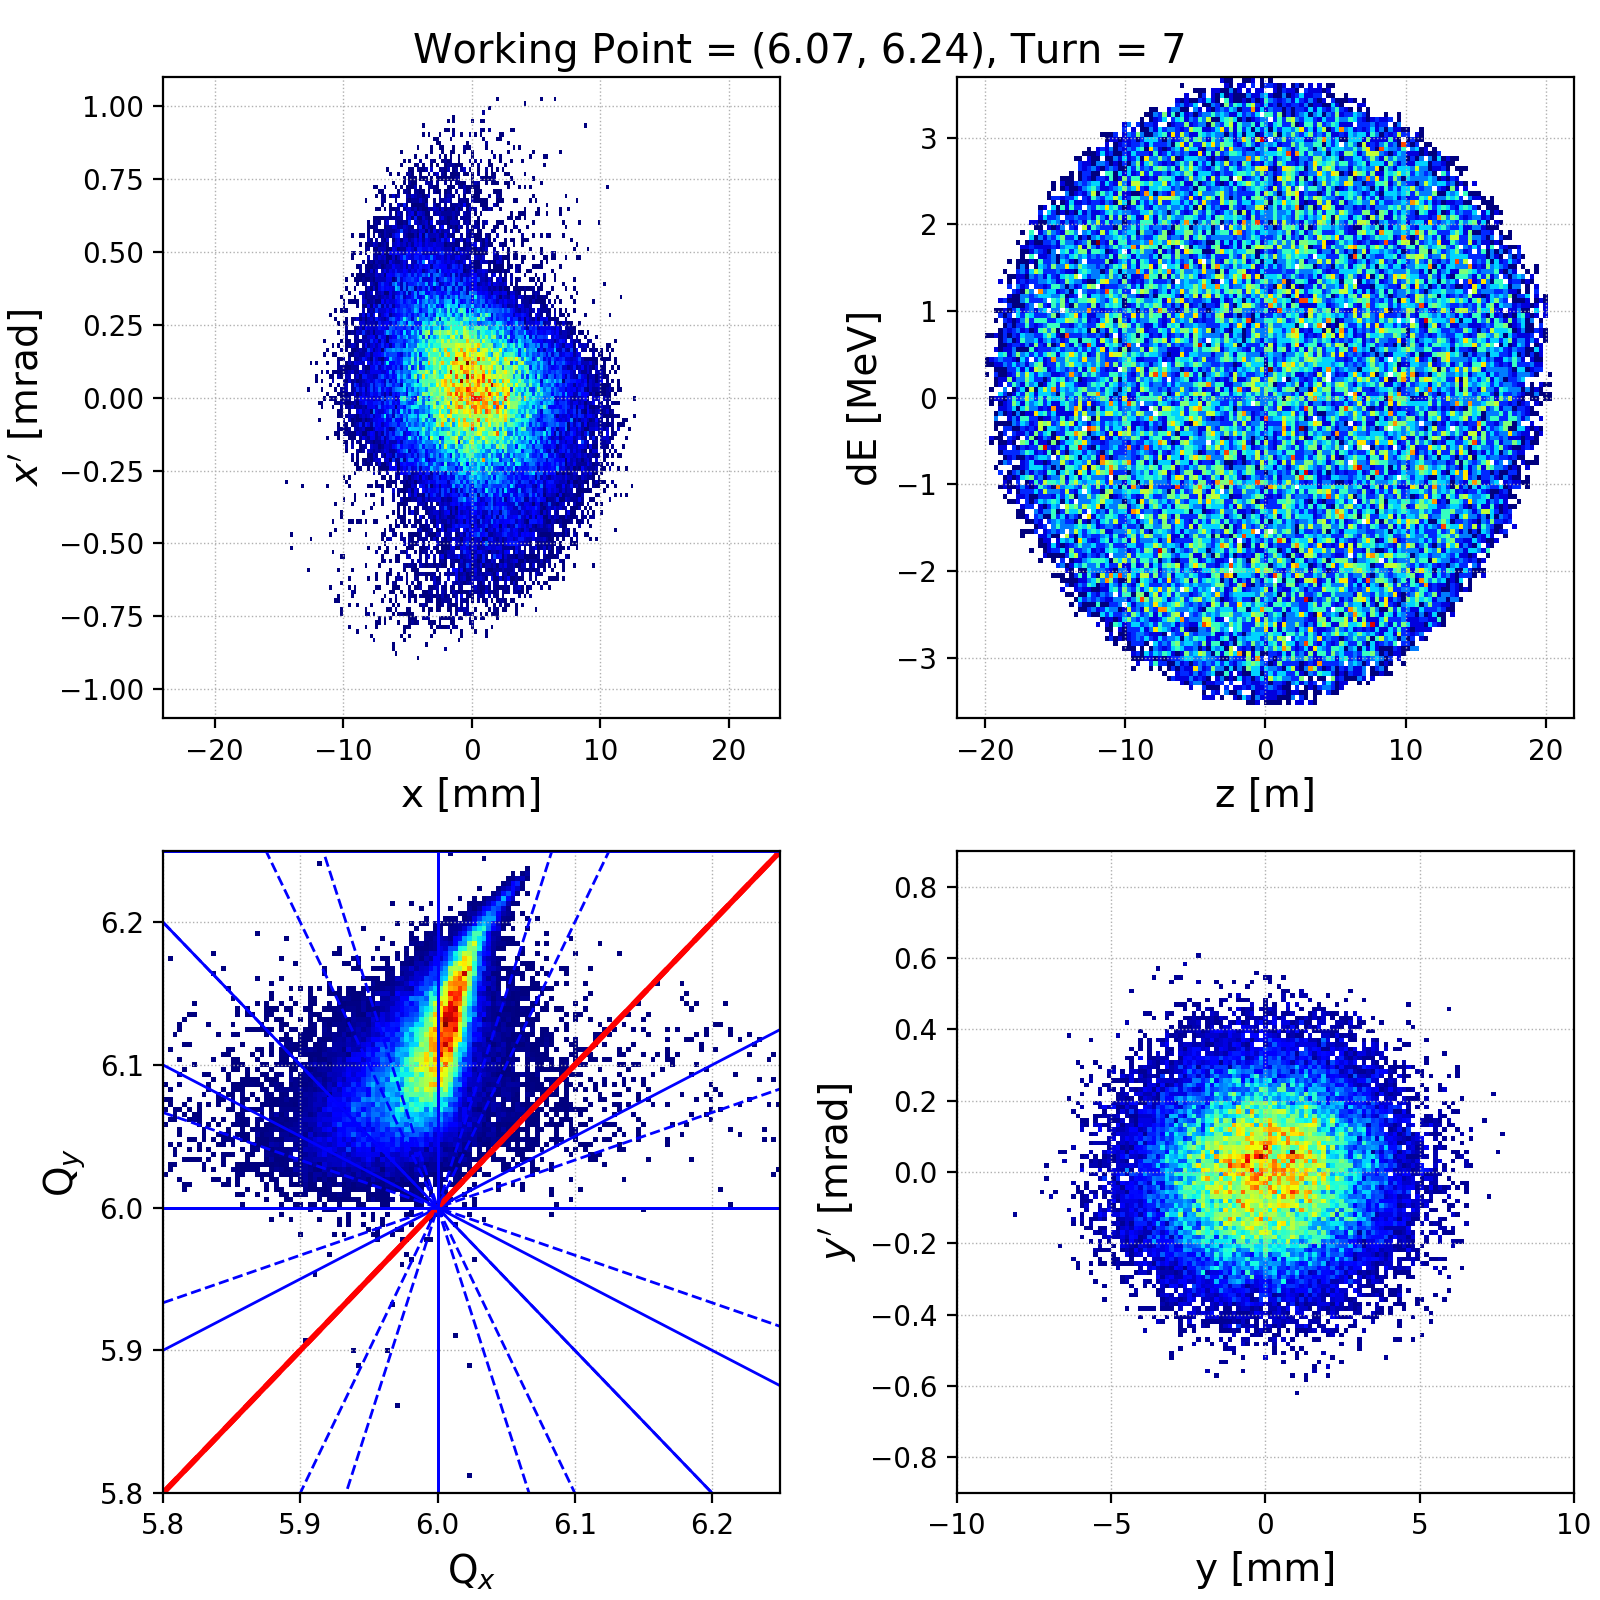 Working Point = (6.07, 6.24), Turn = 7
1.00
0.75
0.50
0.25
0.00
−0.25
−0.50
−0.75
−1.00
x′ [mrad]
−20 −10 0 10 20
x [mm]
3
2
1
0
−1
−2
−3
dE [MeV]
−20 −10 0 10 20
z [m]
6.2
6.1
6.0
5.9
5.8
Qy
5.8 5.9 6.0 6.1 6.2
Qx
0.8
0.6
0.4
0.2
0.0
−0.2
−0.4
−0.6
−0.8
y′ [mrad]
−10 −5 0 5 10
y [mm]